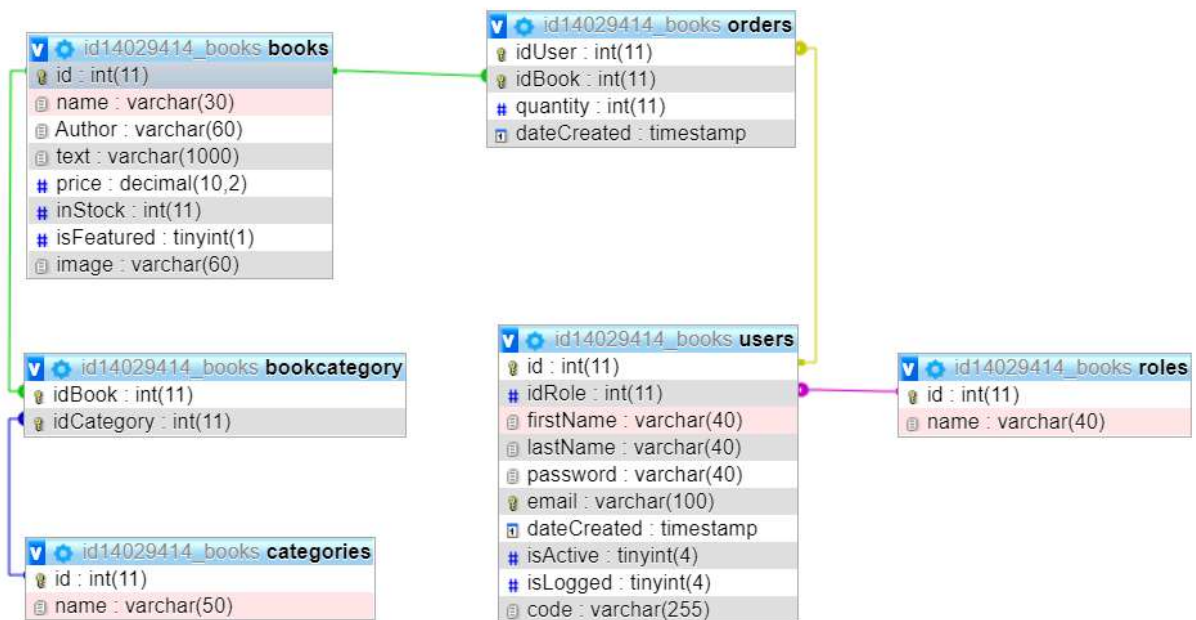 id14029414_books books
id : int(11)
name : varchar(30)
Author : varchar(60)
text : varchar(1000)
price : decimal(10,2)
inStock : int(11)
isFeatured : tinyint(1)
image : varchar(60)
id14029414_books orders
idUser : int(11)
idBook : int(11)
quantity : int(11)
dateCreated : timestamp
id14029414_books bookcategory
idBook : int(11)
idCategory : int(11)
id14029414_books users
id : int(11)
idRole : int(11)
firstName : varchar(40)
lastName : varchar(40)
password : varchar(40)
email : varchar(100)
dateCreated : timestamp
isActive : tinyint(4)
isLogged : tinyint(4)
code : varchar(255)
id14029414_books roles
id : int(11)
name : varchar(40)
id14029414_books categories
id : int(11)
name : varchar(50)